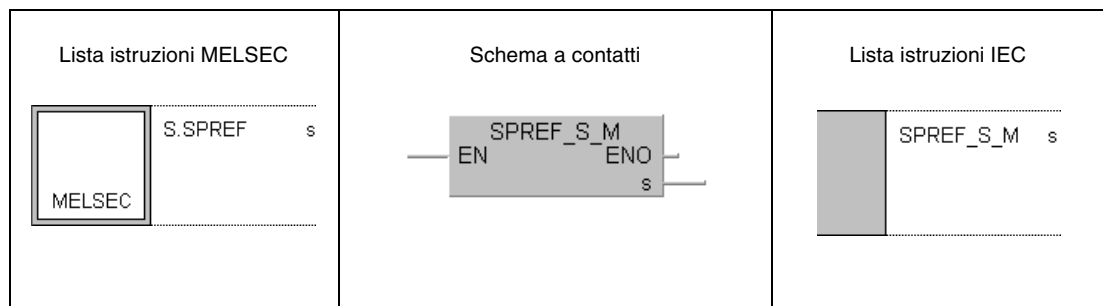 Lista istruzioni MELSEC
S.SPREF s
MELSEC
Schema a contatti
SPREF_S_M
EN ENO
s
Lista istruzioni IEC
SPREF_S_M s